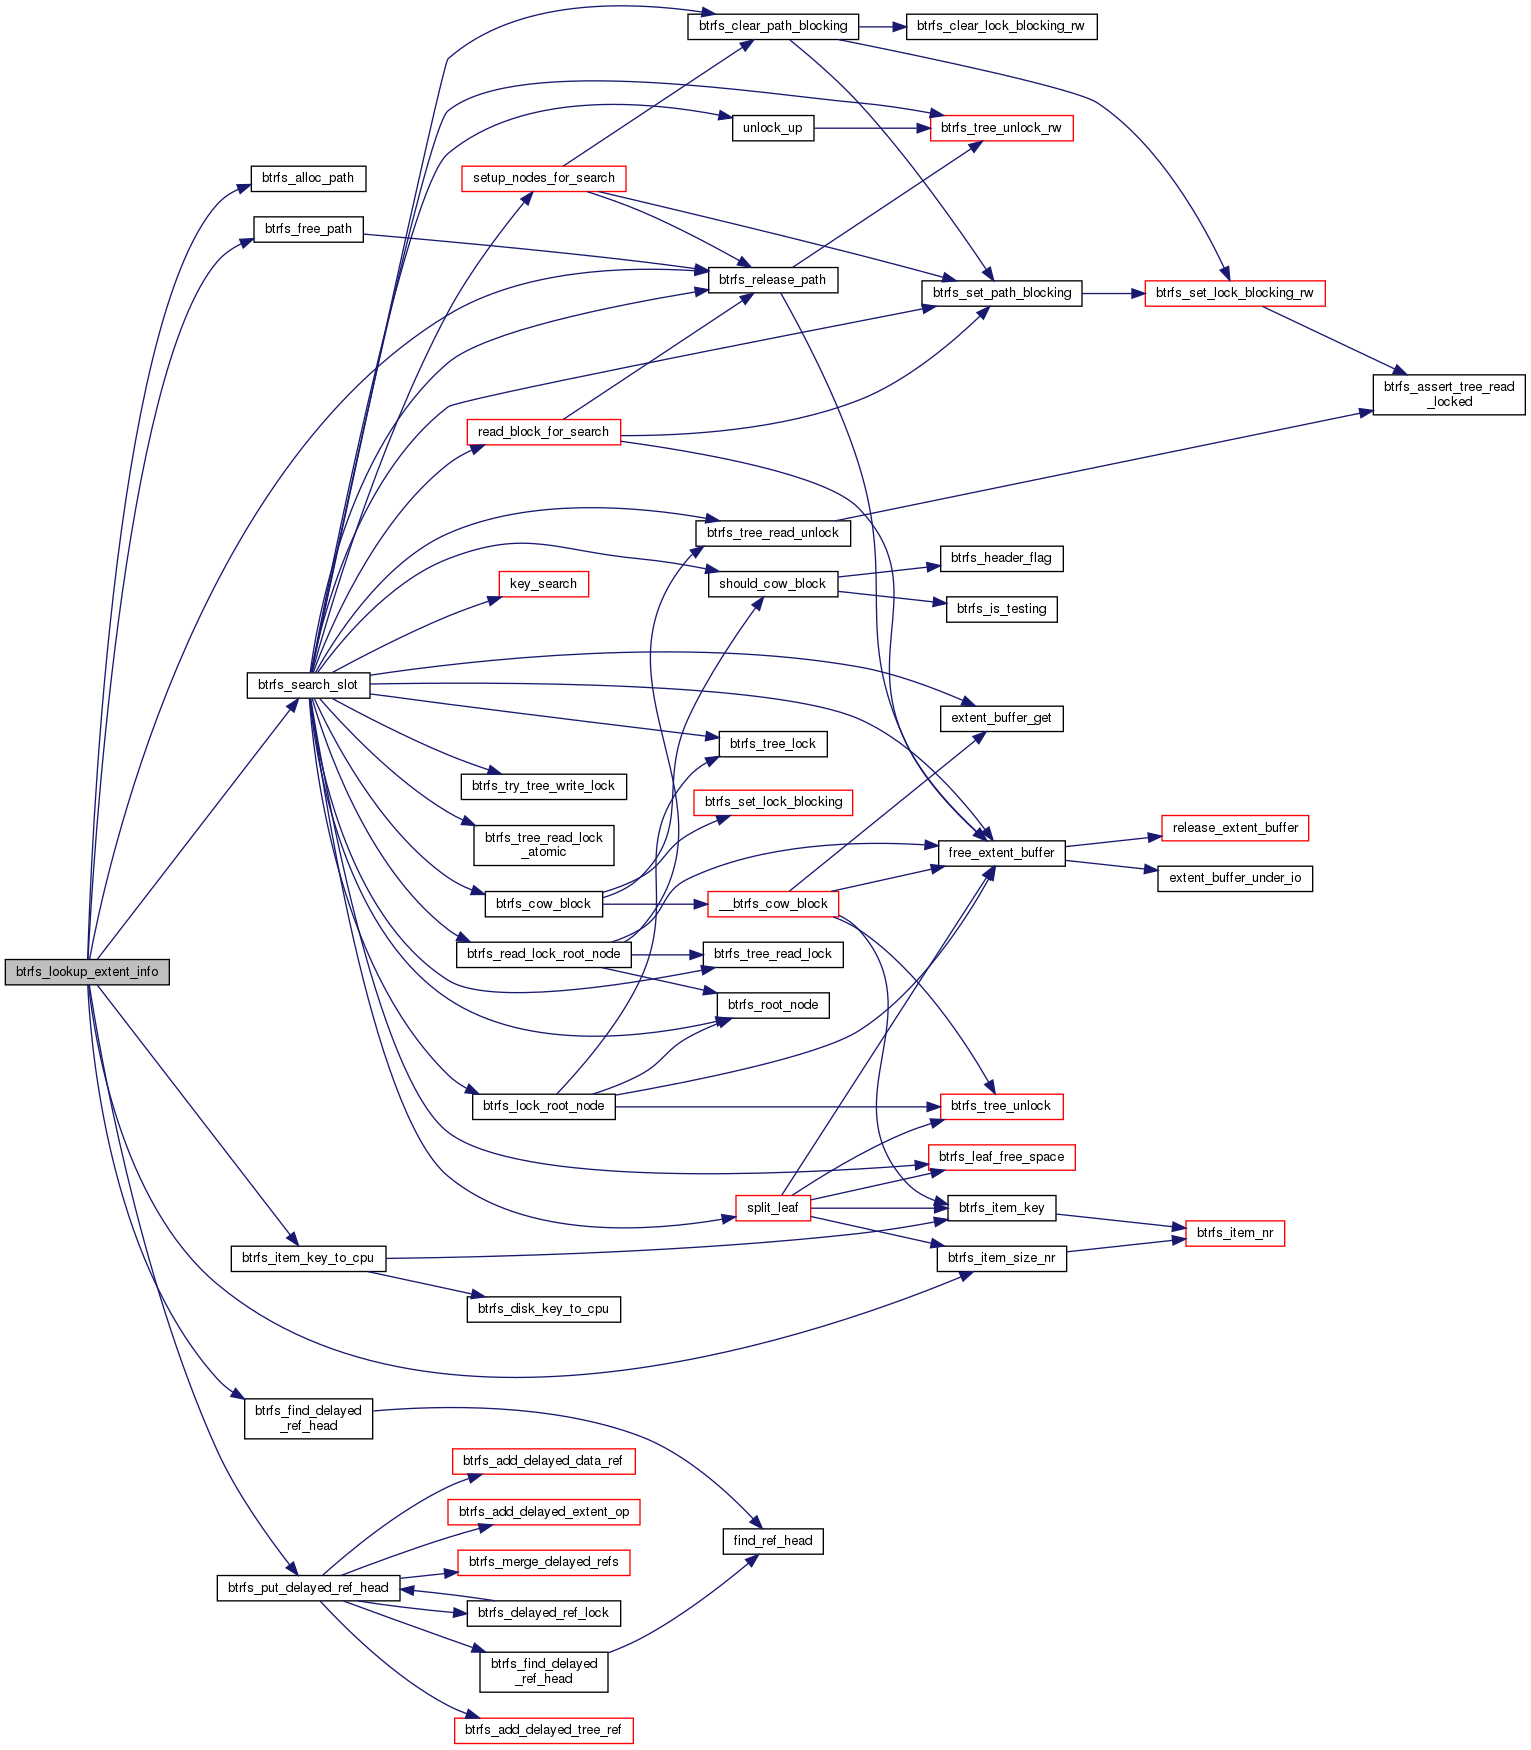 btrfs_clear_path_blocking
btrfs_clear_lock_blocking_rw
unlock_up
btrfs_tree_unlock_rw
btrfs_alloc_path
setup_nodes_for_search
btrfs_free_path
btrfs_release_path
btrfs_set_path_blocking
btrfs_set_lock_blocking_rw
btrfs_assert_tree_read
_locked
read_block_for_search
btrfs_tree_read_unlock
btrfs_header_flag
key_search
should_cow_block
btrfs_is_testing
btrfs_search_slot
extent_buffer_get
btrfs_tree_lock
btrfs_try_tree_write_lock
btrfs_set_lock_blocking
release_extent_buffer
btrfs_tree_read_lock
_atomic
free_extent_buffer
extent_buffer_under_io
btrfs_cow_block
__btrfs_cow_block
btrfs_read_lock_root_node
btrfs_tree_read_lock
btrfs_lookup_extent_info
btrfs_root_node
btrfs_lock_root_node
btrfs_tree_unlock
btrfs_leaf_free_space
split_leaf
btrfs_item_key
btrfs_item_nr
btrfs_item_key_to_cpu
btrfs_item_size_nr
btrfs_disk_key_to_cpu
btrfs_find_delayed
_ref_head
btrfs_add_delayed_data_ref
btrfs_add_delayed_extent_op
find_ref_head
btrfs_merge_delayed_refs
btrfs_put_delayed_ref_head
btrfs_delayed_ref_lock
btrfs_find_delayed
_ref_head
btrfs_add_delayed_tree_ref